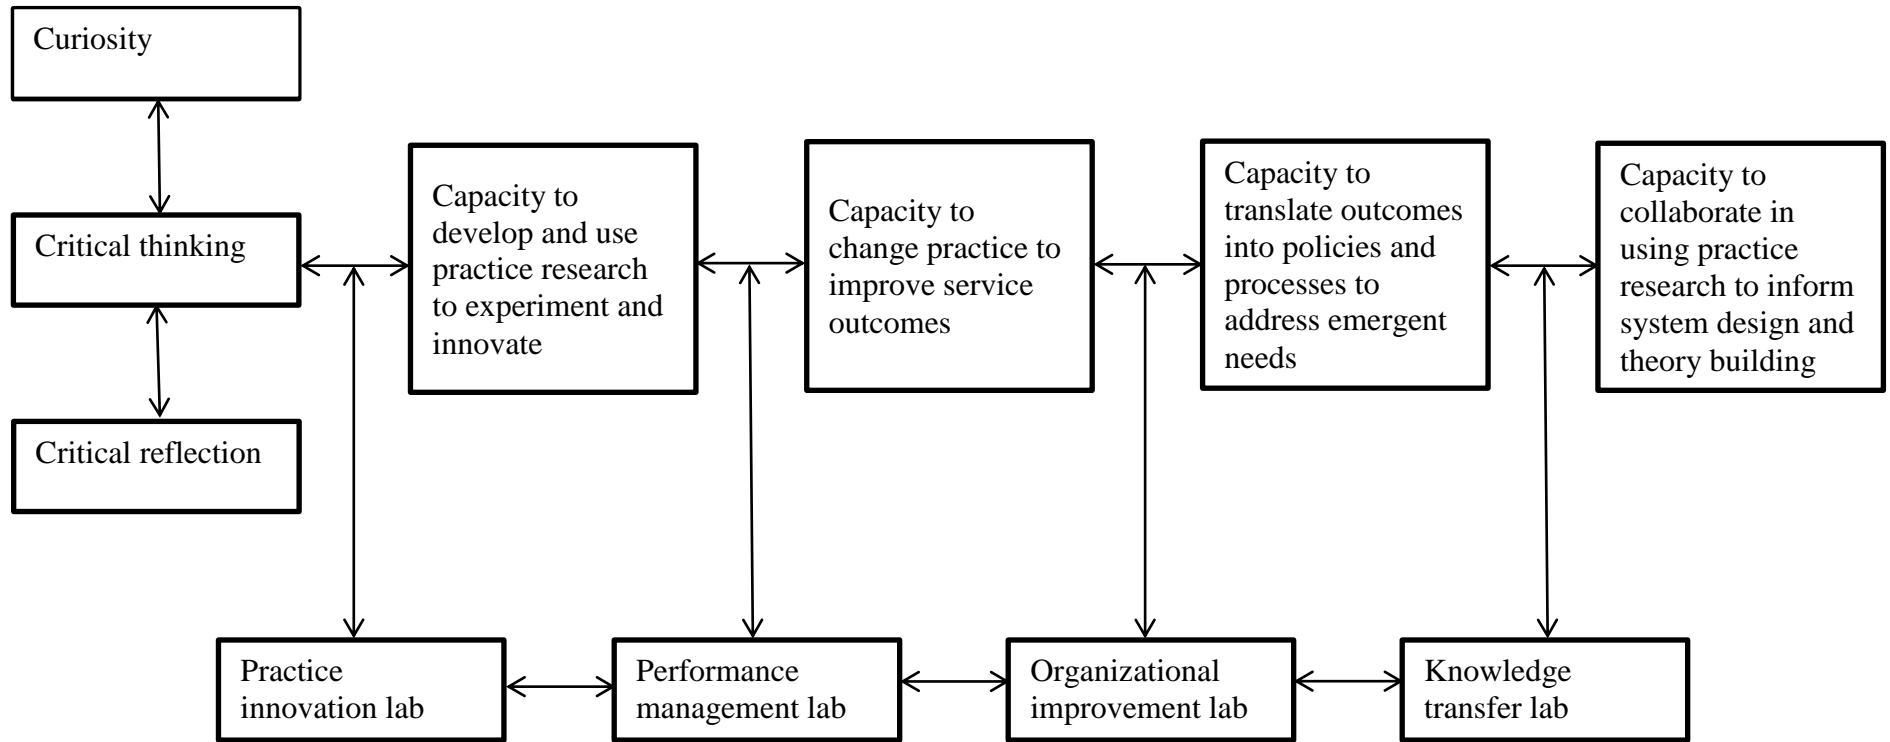 Curiosity
Critical thinking
Critical reflection
Capacity to
develop and use
practice research
to experiment and
innovate
Capacity to
change practice to
improve service
outcomes
Capacity to
translate outcomes
into policies and
processes to
address emergent
needs
Capacity to
collaborate in
using practice
research to inform
system design and
theory building
Practice
innovation lab
Performance
management lab
Organizational
improvement lab
Knowledge
transfer lab